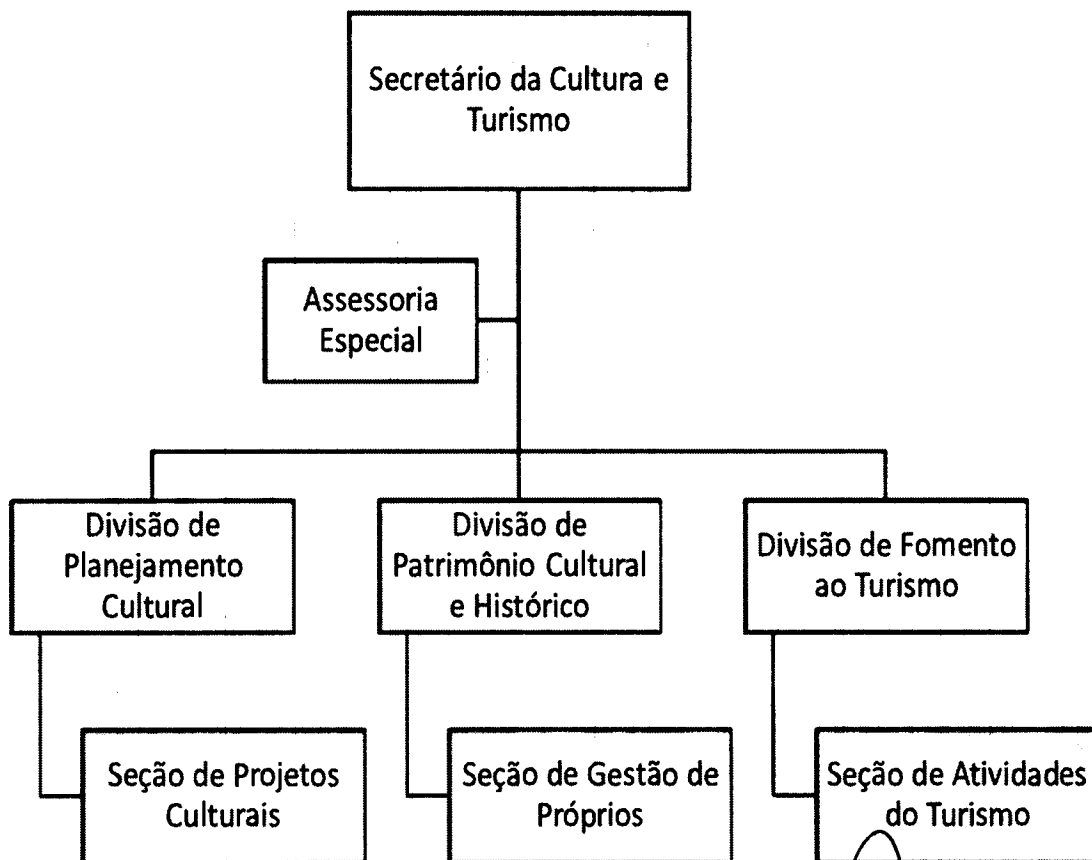 Secretário da Cultura e
Turismo
Assessoria
Especial
Divisão de
Planejamento
Cultural
Divisão de
Patrimônio Cultural
e Histórico
Divisão de Fomento
ao Turismo
Seção de Projetos
Culturais
Seção de Gestão de
Próprios
Seção de Atividades
do Turismo